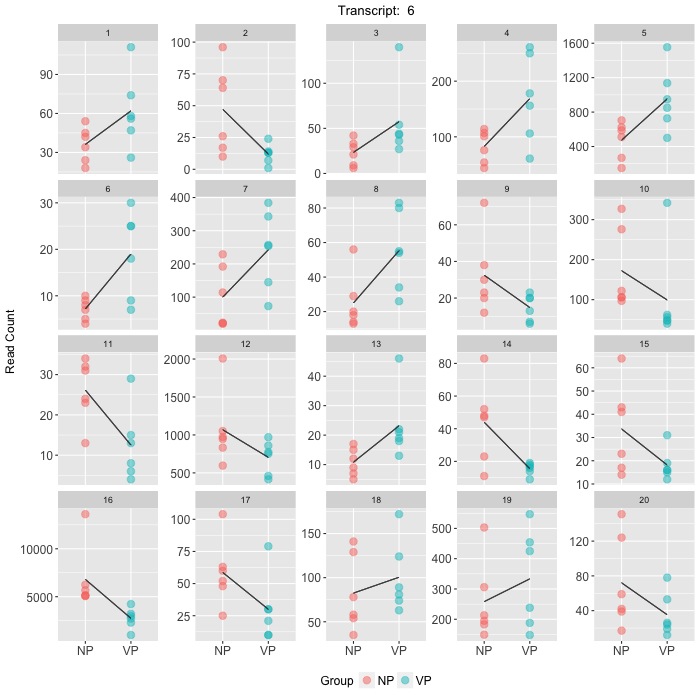 Transcript: 6
Read Count
1 2 3 4 5
90 60 30
100 75 50 25 0
100 50 0
200 100
1600 1200 800 400
6 7 8 9 10
30 20 10
400 300 200 100
80 60 40 20
60 40 20
300 200 100
11 12 13 14 15
30 20 10
2000 1500 1000 500
40 30 20 10
80 60 40 20
60 50 40 30 20 10
16 17 18 19 20
10000 5000
100 75 50 25
150 100 50
500 400 300 200
120 80 40
NP VP NP VP NP VP NP VP NP VP
Group NP VP